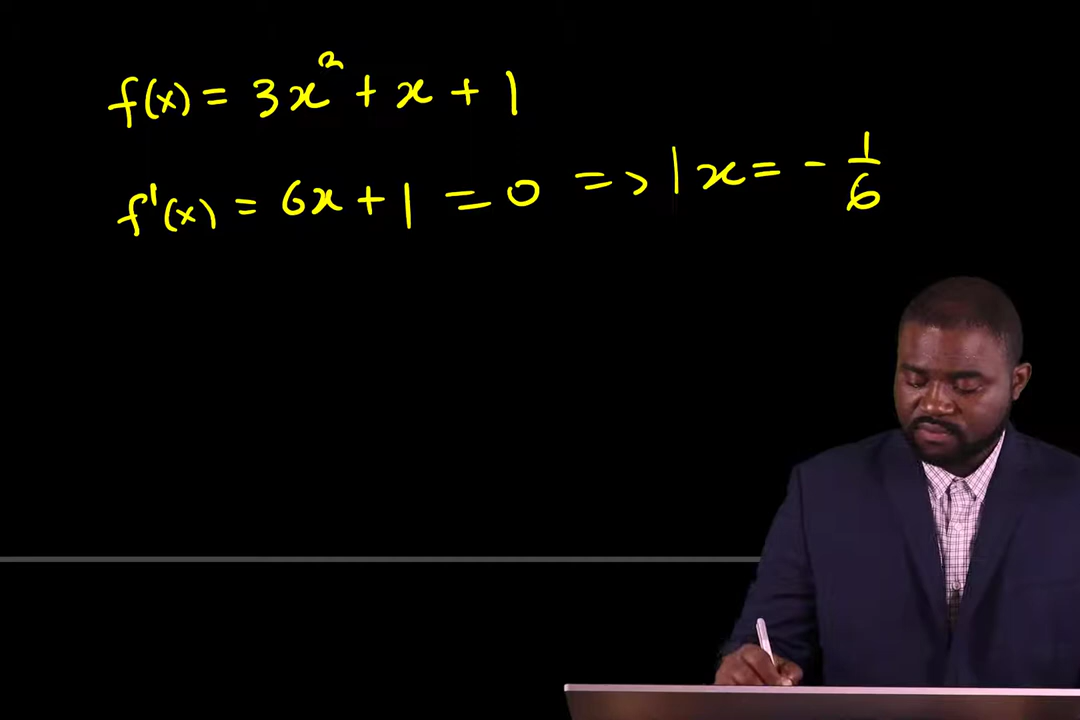 f(x) = 3x² + x + 1
f'(x) = 6x + 1 = 0 => | x = - 1/6